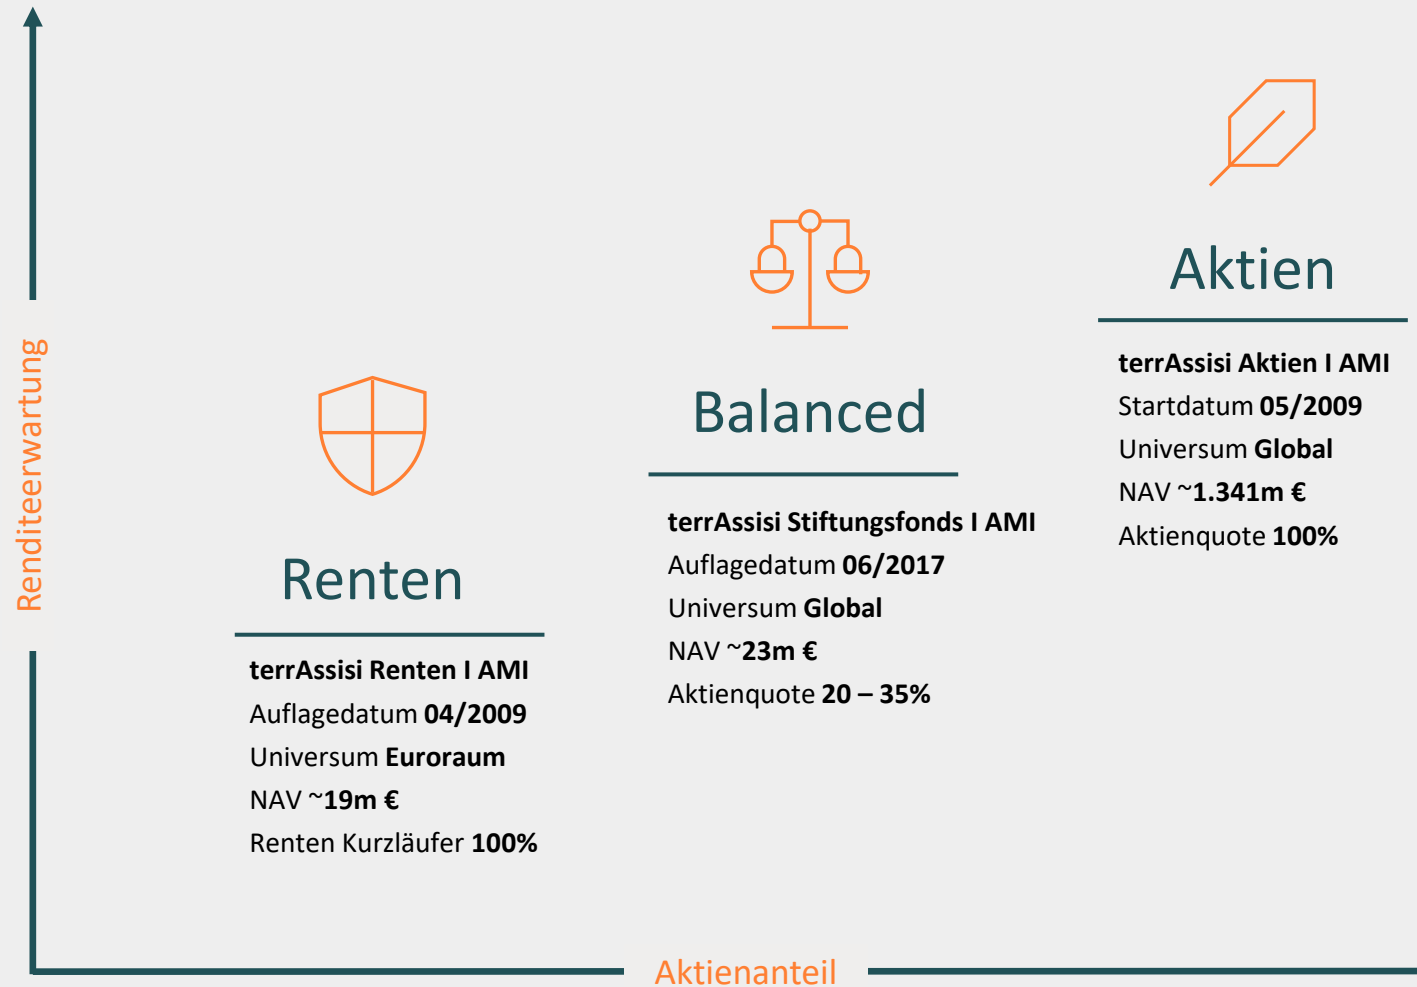 Renditeerwartung
Renten
terrAssisi Renten I AMI
Auflagedatum 04/2009
Universum Euroraum
NAV ~19m €
Renten Kurzläufer 100%
Balanced
terrAssisi Stiftungsfonds I AMI
Auflagedatum 06/2017
Universum Global
NAV ~23m €
Aktienquote 20 – 35%
Aktien
terrAssisi Aktien I AMI
Startdatum 05/2009
Universum Global
NAV ~1.341m €
Aktienquote 100%
Aktienanteil